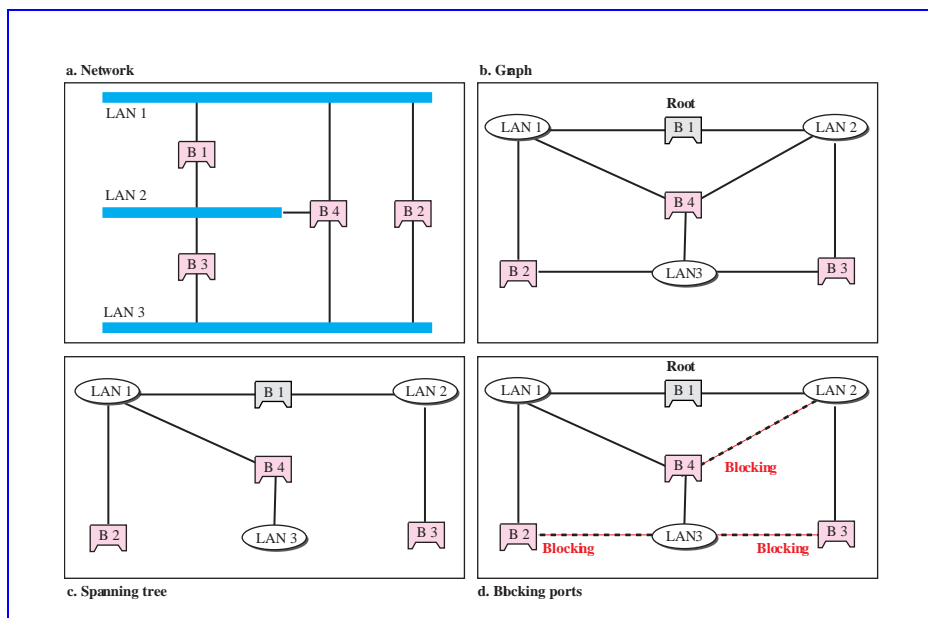 a. Network
LAN 1
B 1
LAN 2
B 4
B 2
B 3
LAN 3
b. Graph
Root
LAN 1
B 1
LAN 2
B 4
B 2
LAN3
B 3
LAN 1
B 1
LAN 2
B 4
B 2
LAN 3
B 3
c. Spanning tree
Root
LAN 1
B 1
LAN 2
B 4
Blocking
B 2
Blocking
LAN3
Blocking
B 3
d. Blocking ports